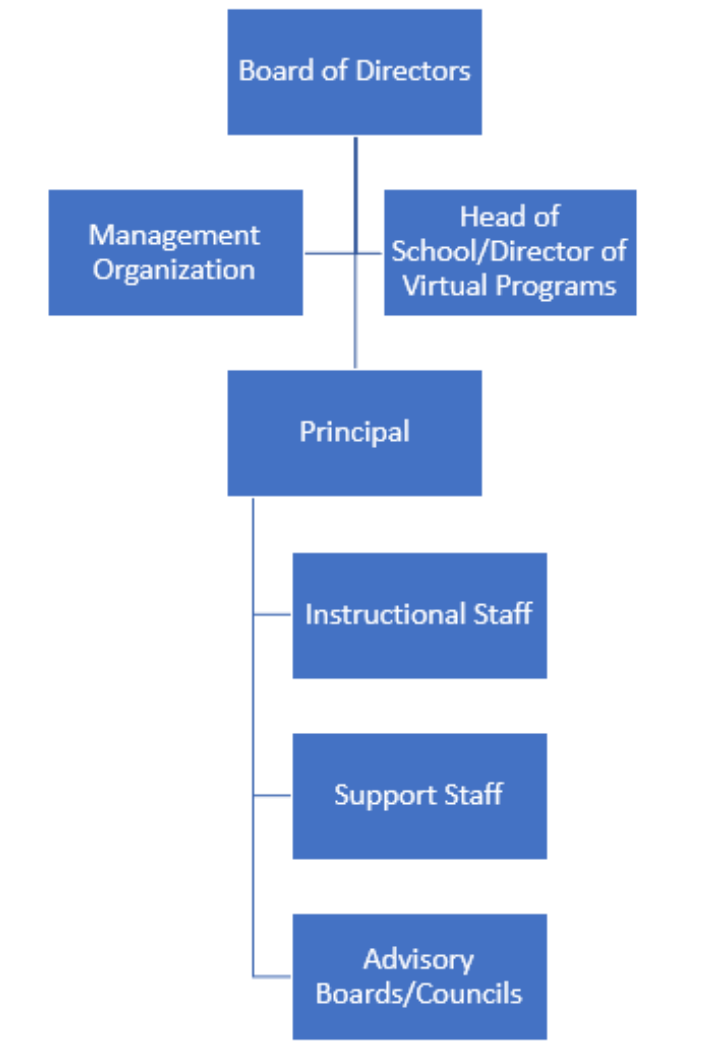 Board of Directors
Management
Organization
Head of
School/Director of
Virtual Programs
Principal
Instructional Staff
Support Staff
Advisory
Boards/Councils